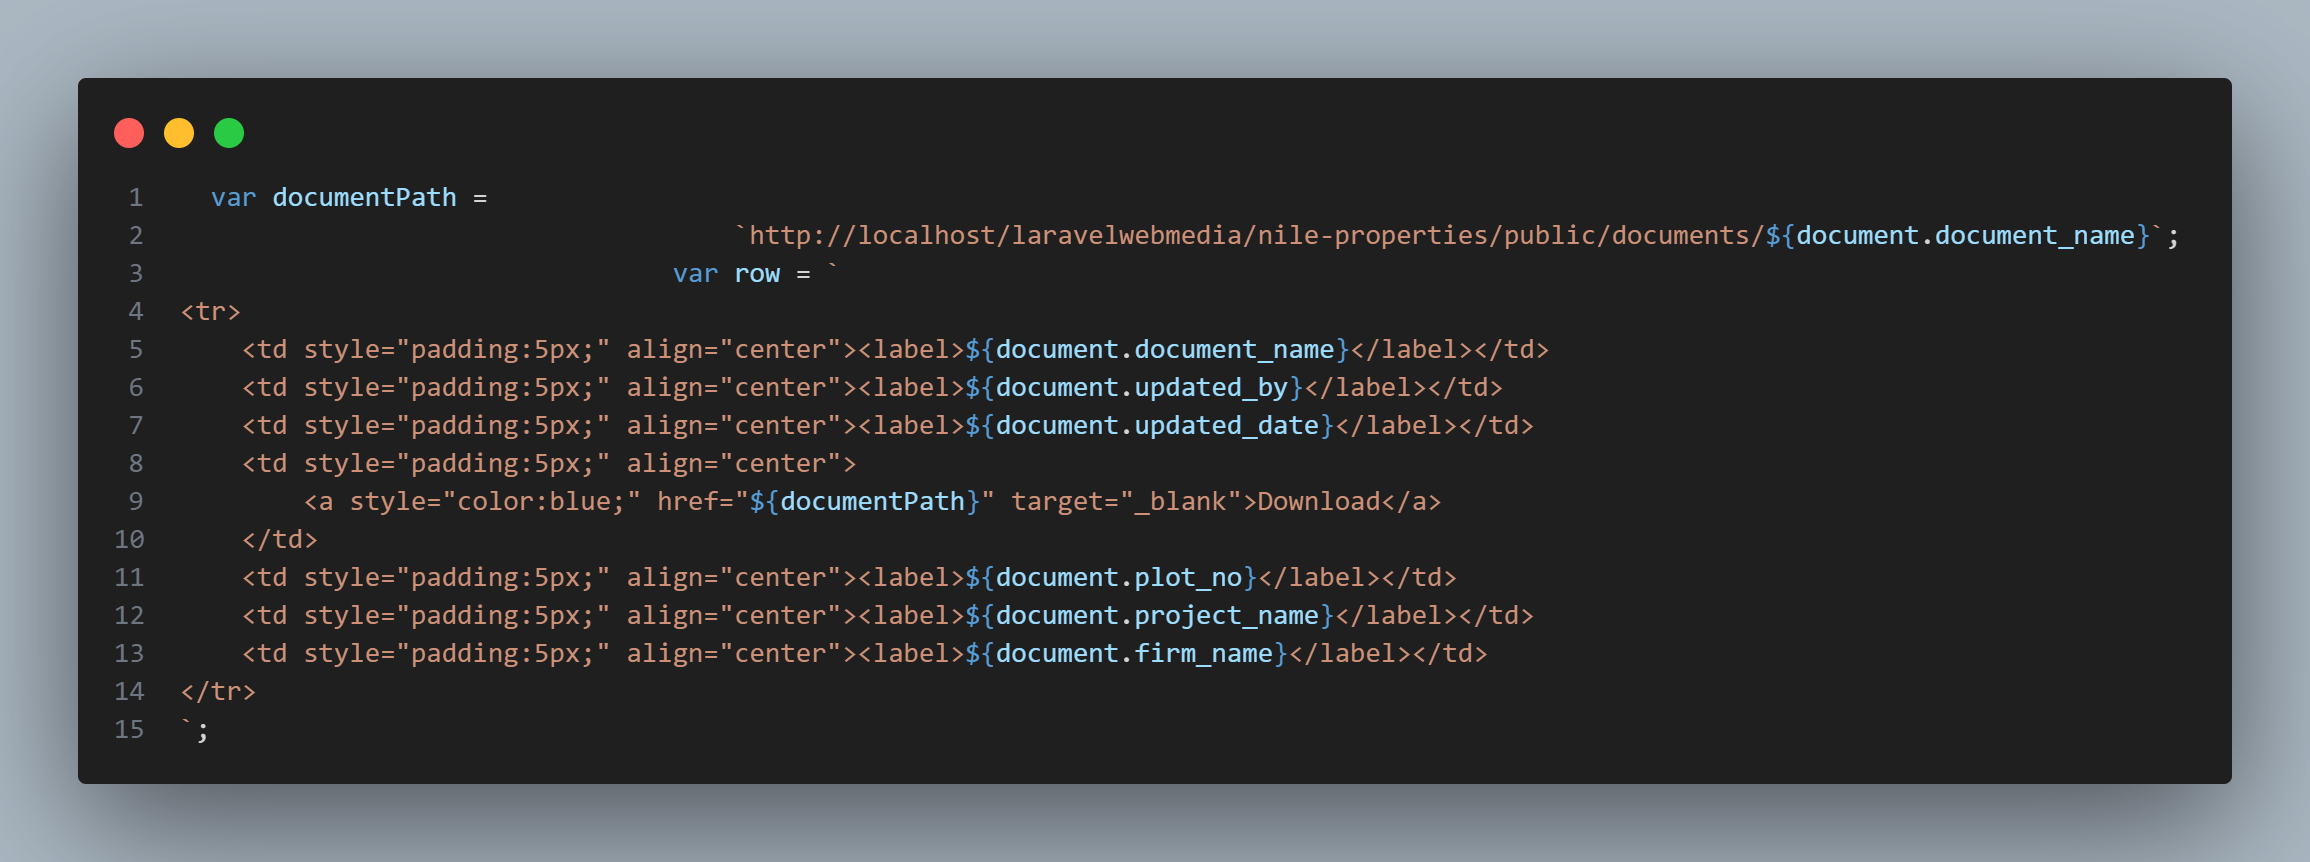 1   var documentPath =
2                                     `http://localhost/laravelwebmedia/nile-properties/public/documents/${document.document_name}`;
3                                 var row = `
4 <tr>
5     <td style="padding:5px;" align="center"><label>${document.document_name}</label></td>
6     <td style="padding:5px;" align="center"><label>${document.updated_by}</label></td>
7     <td style="padding:5px;" align="center"><label>${document.updated_date}</label></td>
8     <td style="padding:5px;" align="center">
9         <a style="color:blue;" href="${documentPath}" target="_blank">Download</a>
10     </td>
11     <td style="padding:5px;" align="center"><label>${document.plot_no}</label></td>
12     <td style="padding:5px;" align="center"><label>${document.project_name}</label></td>
13     <td style="padding:5px;" align="center"><label>${document.firm_name}</label></td>
14 </tr>
15 `;